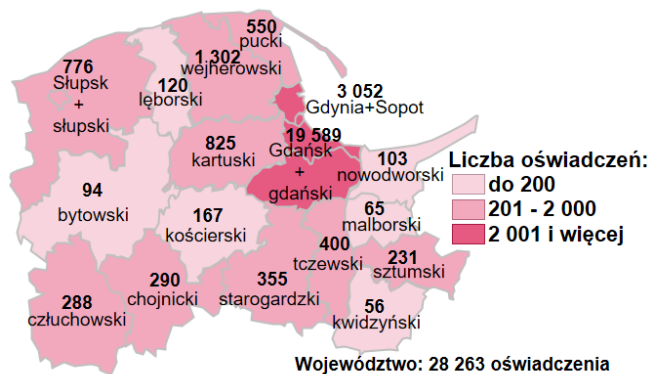 550
pucki
1 302
wejherowski
776
Słupsk
+
słupski
120
lęborski
3 052
Gdynia+Sopot
19 589
Gdańsk
+
gdański
825
kartuski
103
nowodworski
94
bytowski
167
kościerski
65
malborski
400
tczewski
231
sztumski
288
człuchowski
290
chojnicki
355
starogardzki
56
kwidzyński
Liczba oświadczeń:
do 200
201 - 2 000
2 001 i więcej
Województwo: 28 263 oświadczenia